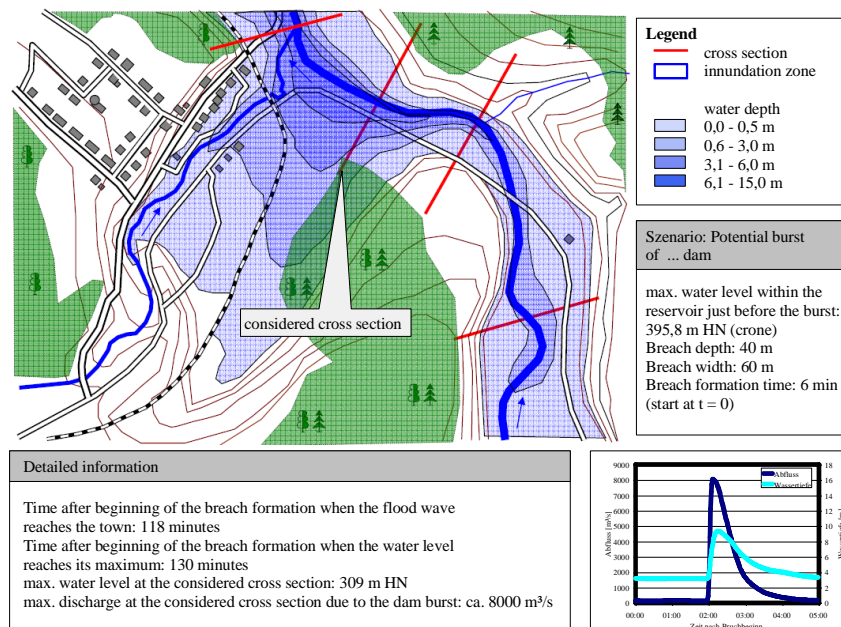 Legend
cross section
innundation zone
water depth
0,0 - 0,5 m
0,6 - 3,0 m
3,1 - 6,0 m
6,1 - 15,0 m
considered cross section
Szenario: Potential burst
of ... dam
max. water level within the
reservoir just before the burst:
395,8 m HN (crone)
Breach depth: 40 m
Breach width: 60 m
Breach formation time: 6 min
(start at t = 0)
Detailed information
Time after beginning of the breach formation when the flood wave
reaches the town: 118 minutes
Time after beginning of the breach formation when the water level
reaches its maximum: 130 minutes
max. water level at the considered cross section: 309 m HN
max. discharge at the considered cross section due to the dam burst: ca. 8000 m³/s
Abfluss
Wassertiefe
Abfluss [m³/s]
9000
8000
7000
6000
5000
4000
3000
2000
1000
0
18
16
14
12
10
8
6
4
2
0
00:00 01:00 02:00 03:00 04:00 05:00
Zeit nach Bruchbeginn